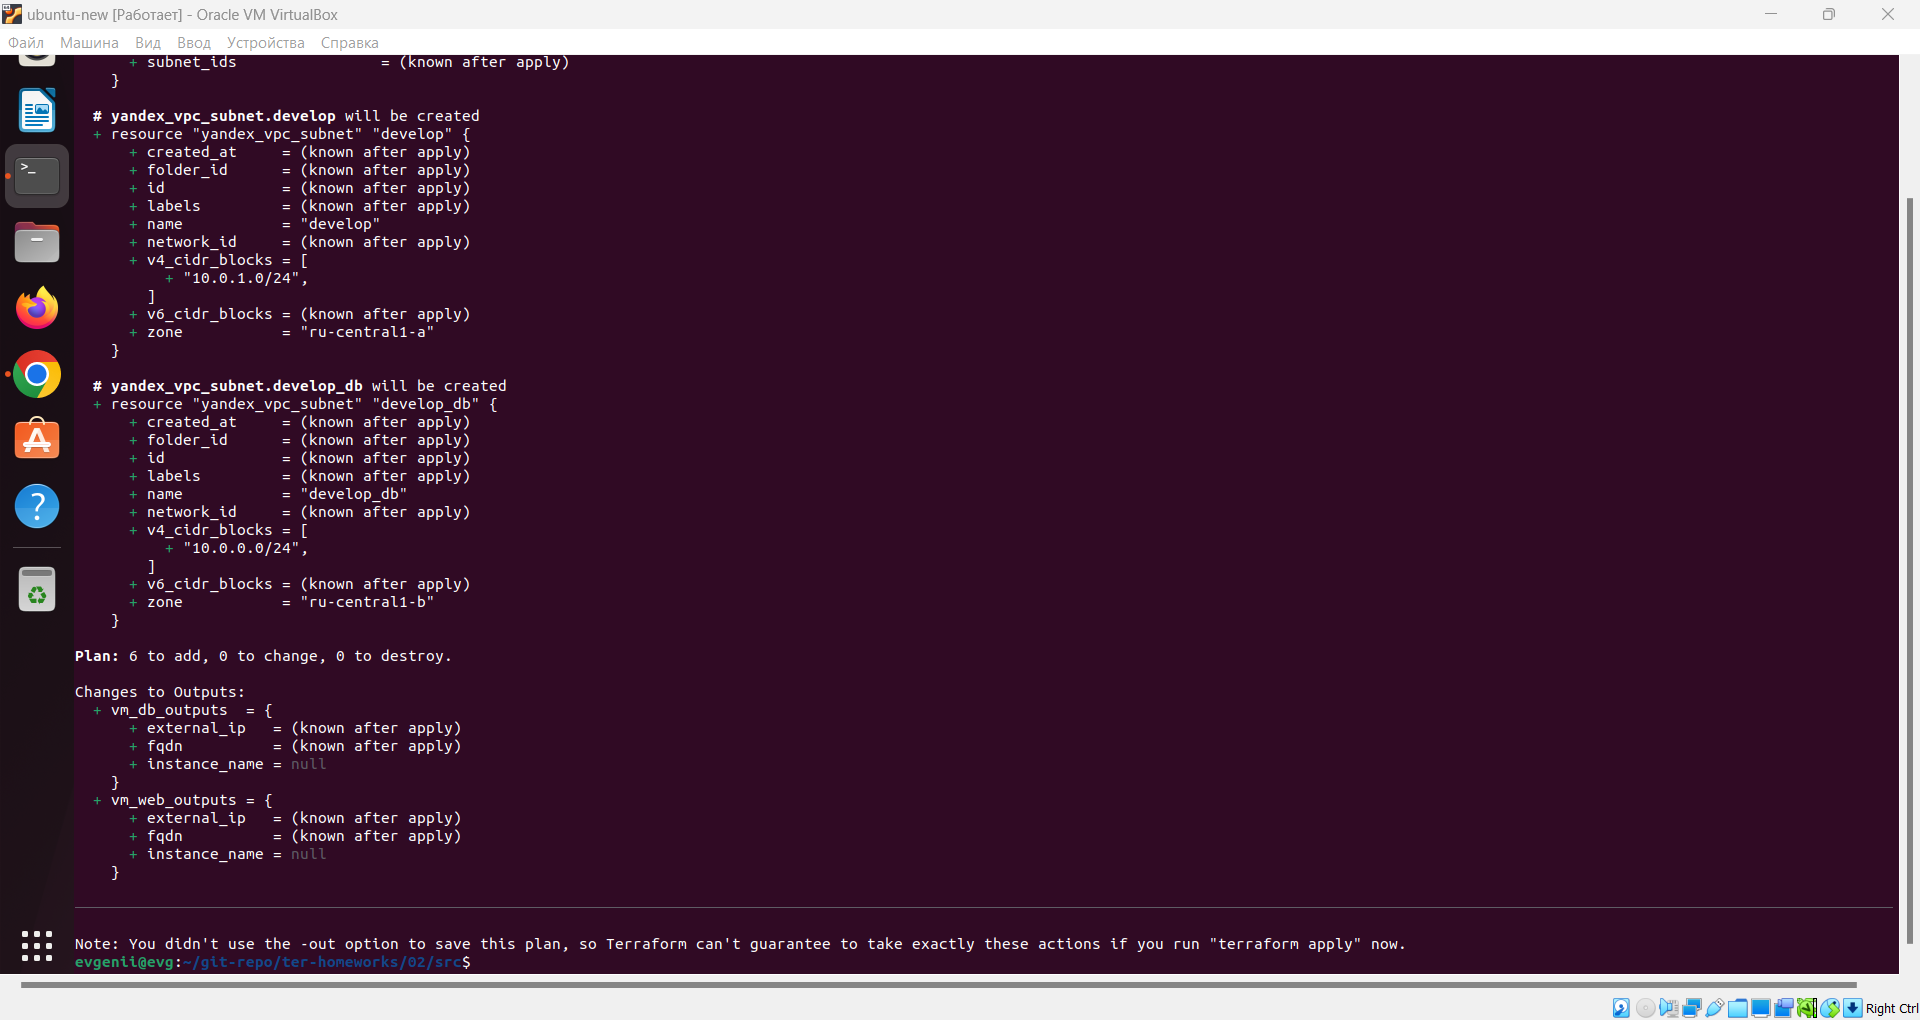 ubuntu-new [Работает] - Oracle VM VirtualBox
Файл Машина Вид Ввод Устройства Справка
+ subnet_ids = (known after apply)
}
# yandex_vpc_subnet.develop will be created
+ resource "yandex_vpc_subnet" "develop" {
+ created_at = (known after apply)
+ folder_id = (known after apply)
+ id = (known after apply)
+ labels = (known after apply)
+ name = "develop"
+ network_id = (known after apply)
+ v4_cidr_blocks = [
+ "10.0.1.0/24",
]
+ v6_cidr_blocks = (known after apply)
+ zone = "ru-central1-a"
}
# yandex_vpc_subnet.develop_db will be created
+ resource "yandex_vpc_subnet" "develop_db" {
+ created_at = (known after apply)
+ folder_id = (known after apply)
+ id = (known after apply)
+ labels = (known after apply)
+ name = "develop_db"
+ network_id = (known after apply)
+ v4_cidr_blocks = [
+ "10.0.0.0/24",
]
+ v6_cidr_blocks = (known after apply)
+ zone = "ru-central1-b"
}
Plan: 6 to add, 0 to change, 0 to destroy.
Changes to Outputs:
+ vm_db_outputs = {
+ external_ip = (known after apply)
+ fqdn = (known after apply)
+ instance_name = null
}
+ vm_web_outputs = {
+ external_ip = (known after apply)
+ fqdn = (known after apply)
+ instance_name = null
}
Note: You didn't use the -out option to save this plan, so Terraform can't guarantee to take exactly these actions if you run "terraform apply" now.
evgenii@evg:~/git-repo/ter-homeworks/02/src$
Right Ctrl